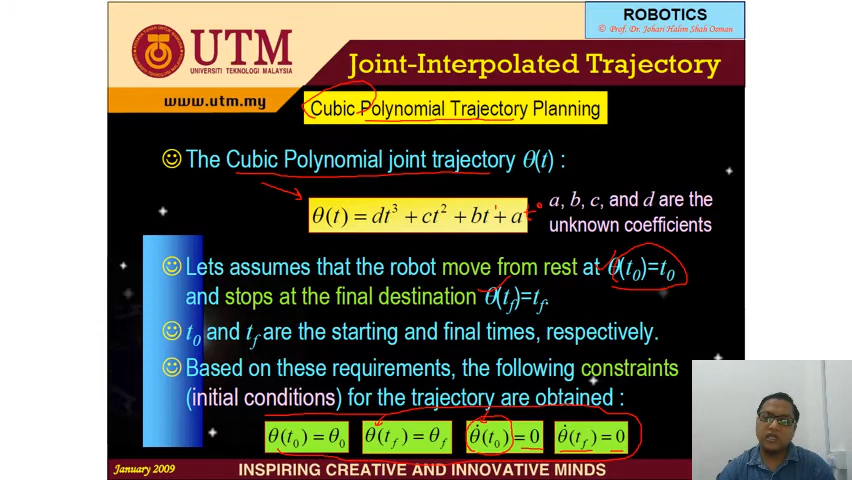 ROBOTICS
© Prof. Dr. Johari Halim Shah Osman
UTM
UNIVERSITI TEKNOLOGI MALAYSIA
Joint-Interpolated Trajectory
www.utm.my
Cubic Polynomial Trajectory Planning
The Cubic Polynomial joint trajectory θ(t) :
θ(t) = dt³ + ct² + bt + a
a, b, c, and d are the
unknown coefficients
Lets assumes that the robot move from rest at θ(t₀)=t₀
and stops at the final destination θ(t_f)=t_f.
t₀ and t_f are the starting and final times, respectively.
Based on these requirements, the following constraints
(initial conditions) for the trajectory are obtained :
θ(t₀) = θ₀ θ(t_f) = θ_f θ̇(t₀) = 0 θ̇(t_f) = 0
January 2009
INSPIRING CREATIVE AND INNOVATIVE MINDS